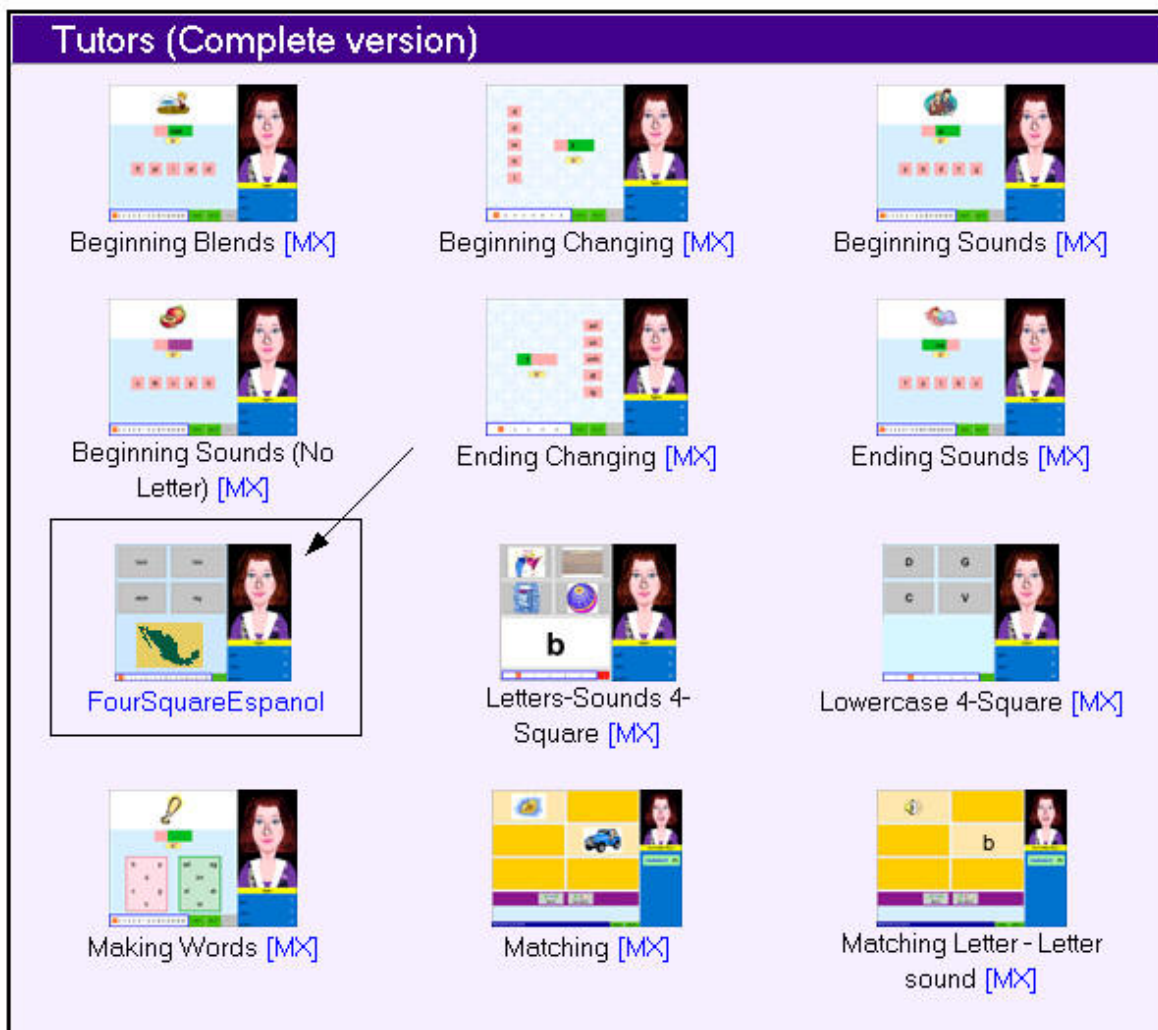 Tutors (Complete version)
Beginning Blends [MX]
Beginning Changing [MX]
Beginning Sounds [MX]
Beginning Sounds (No
Letter) [MX]
Ending Changing [MX]
Ending Sounds [MX]
D G
C V
b
FourSquareEspanol
Letters-Sounds 4-
Square [MX]
Lowercase 4-Square [MX]
b
Making Words [MX]
Matching [MX]
Matching Letter - Letter
sound [MX]